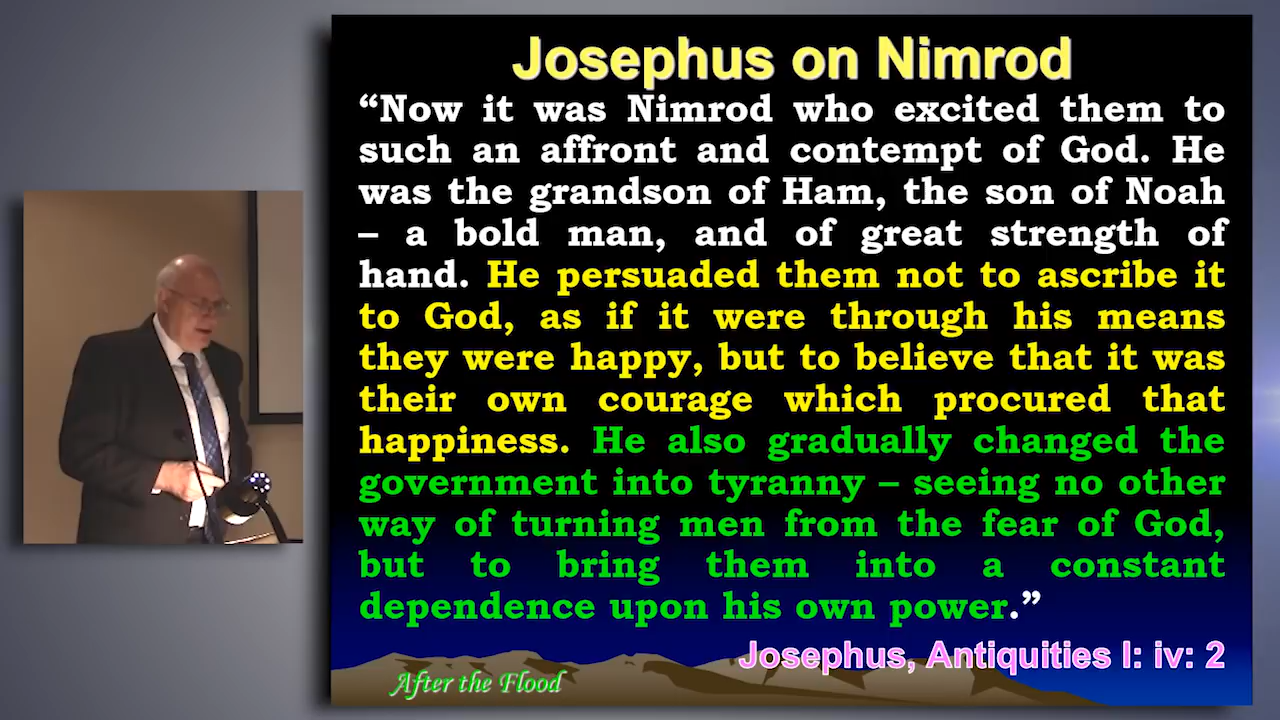 Josephus on Nimrod
“Now it was Nimrod who excited them to
such an affront and contempt of God. He
was the grandson of Ham, the son of Noah
– a bold man, and of great strength of
hand. He persuaded them not to ascribe it
to God, as if it were through his means
they were happy, but to believe that it was
their own courage which procured that
happiness. He also gradually changed the
government into tyranny – seeing no other
way of turning men from the fear of God,
but to bring them into a constant
dependence upon his own power.”
Josephus, Antiquities I: iv: 2
After the Flood